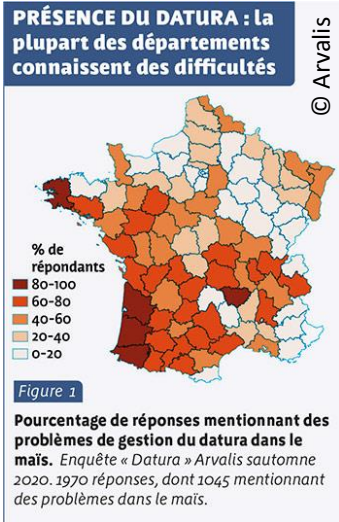 PRÉSENCE DU DATURA : la
plupart des départements
connaissent des difficultés
© Arvalis
% de
répondants
80-100
60-80
40-60
20-40
0-20
Figure 1
Pourcentage de réponses mentionnant des
problèmes de gestion du datura dans le
maïs. Enquête « Datura » Arvalis sautomne
2020. 1970 réponses, dont 1045 mentionnant
des problèmes dans le maïs.